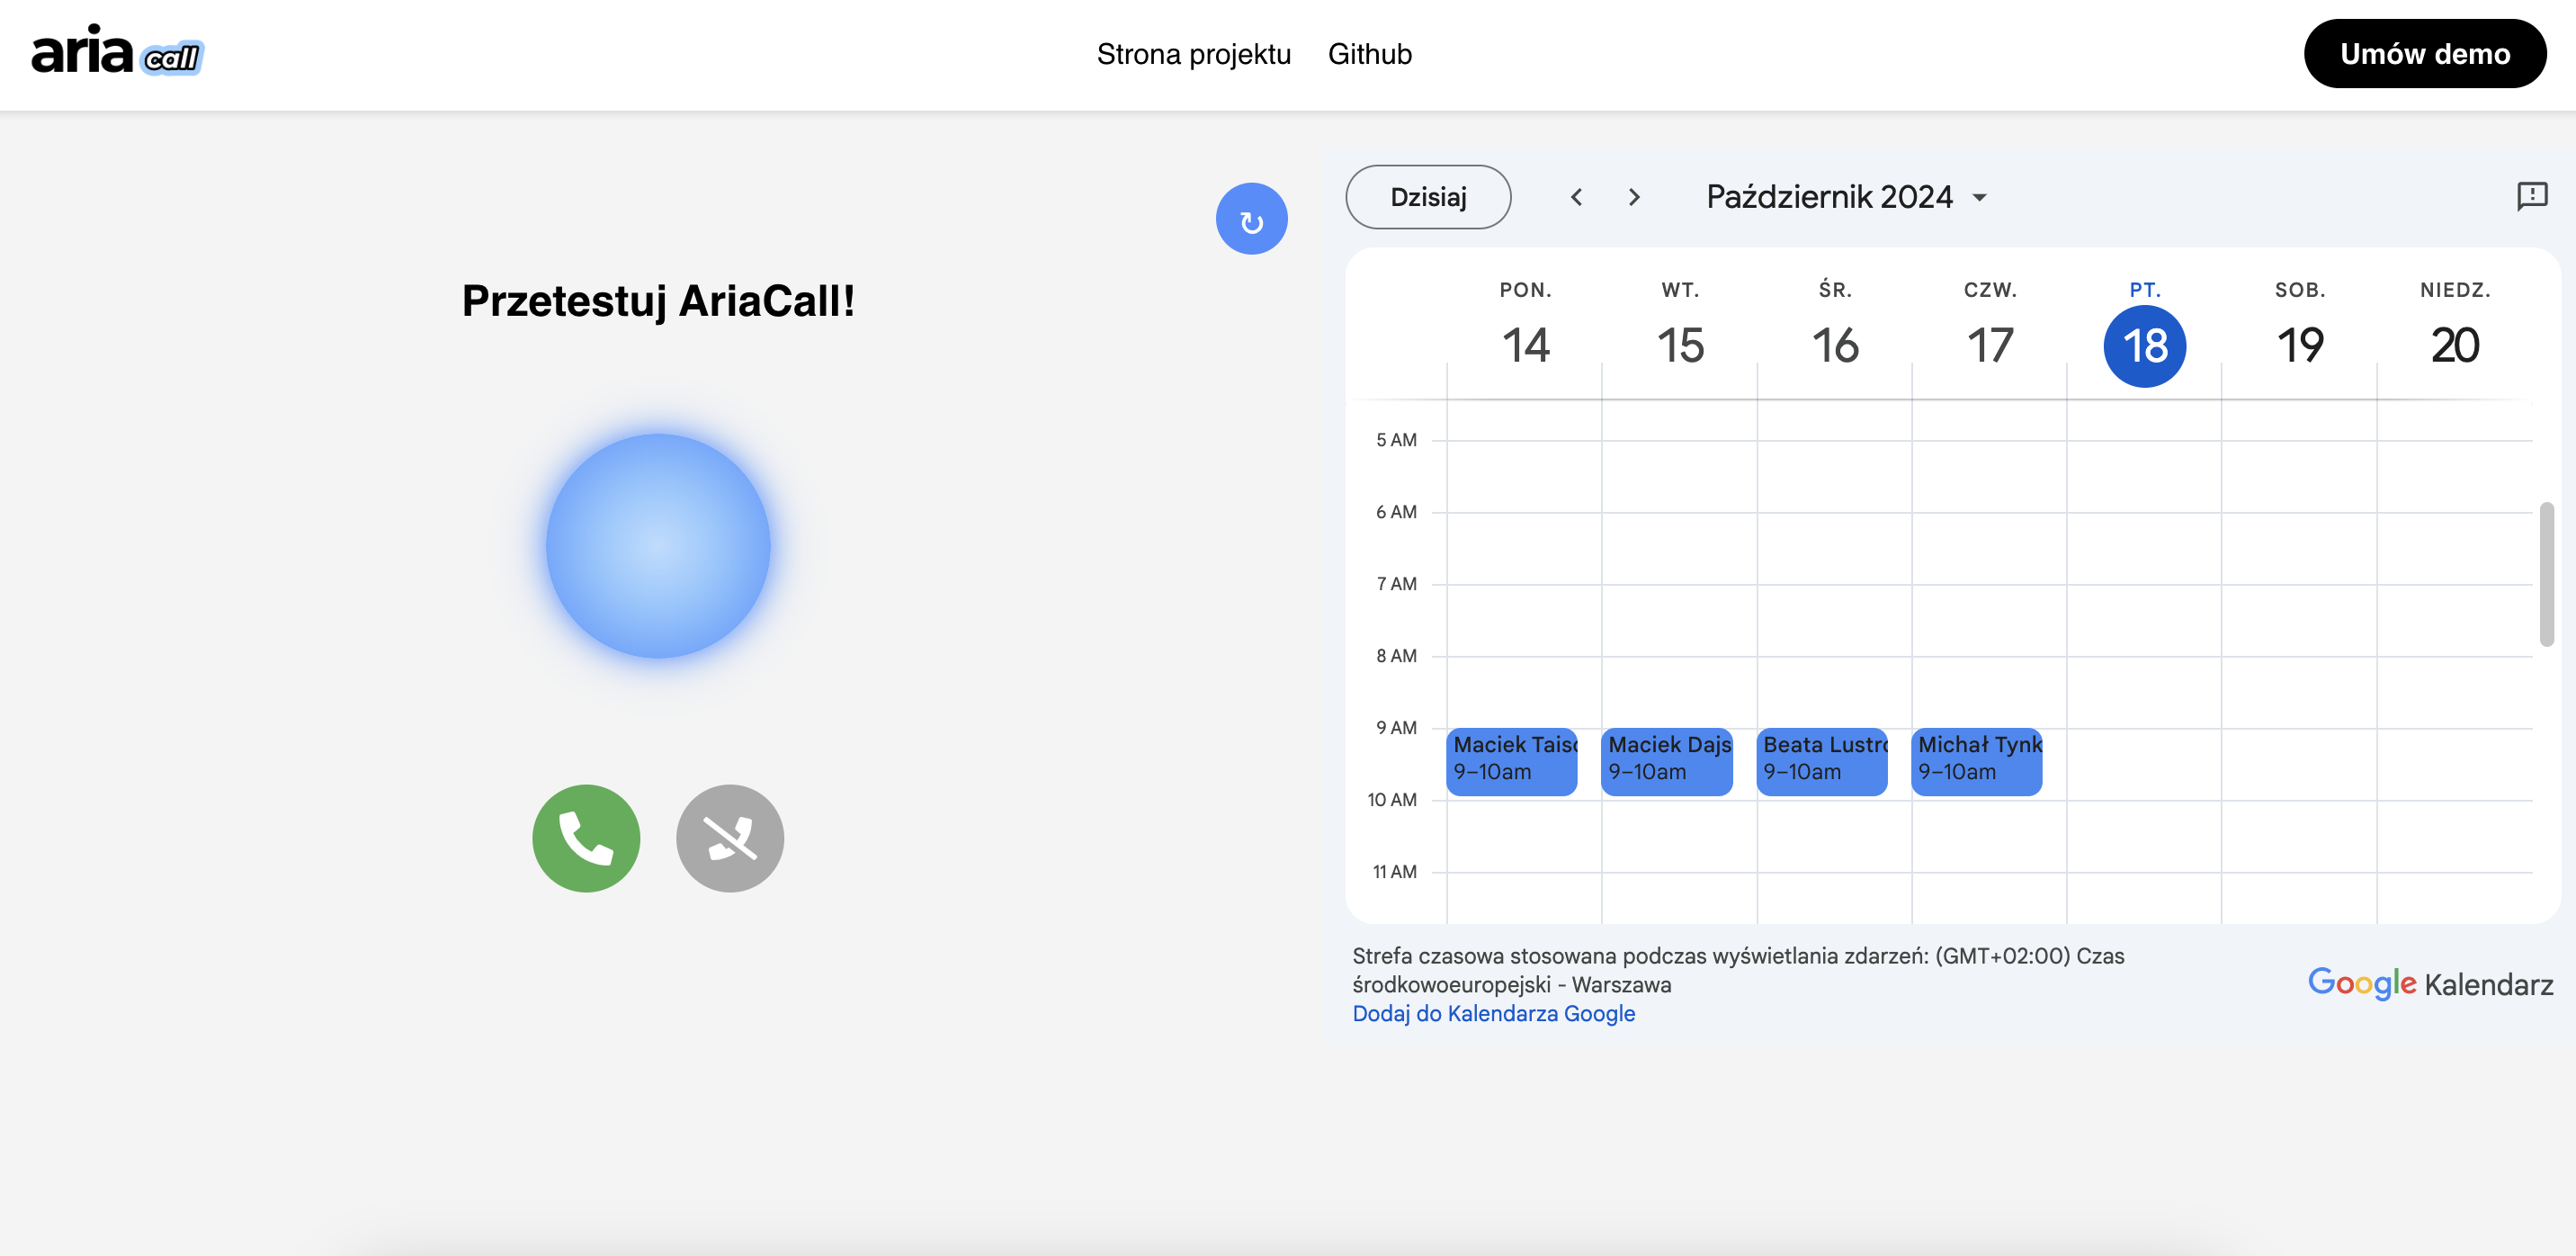 aria call
Strona projektu
Github
Umów demo
Przetestuj AriaCall!
Dzisiaj
Październik 2024
PON. WT. ŚR. CZW. PT. SOB. NIEDZ.
14 15 16 17 18 19 20
5 AM
6 AM
7 AM
8 AM
9 AM
Maciek Maciek Dajs Beata Michał Tynk
9–10am 9–10am 9–10am 9–10am
10 AM
11 AM
Strefa czasowa stosowana podczas wyświetlania zdarzeń: (GMT+02:00) Czas
środkowoeuropejski - Warszawa
Dodaj do Kalendarza Google
Google Kalendarz